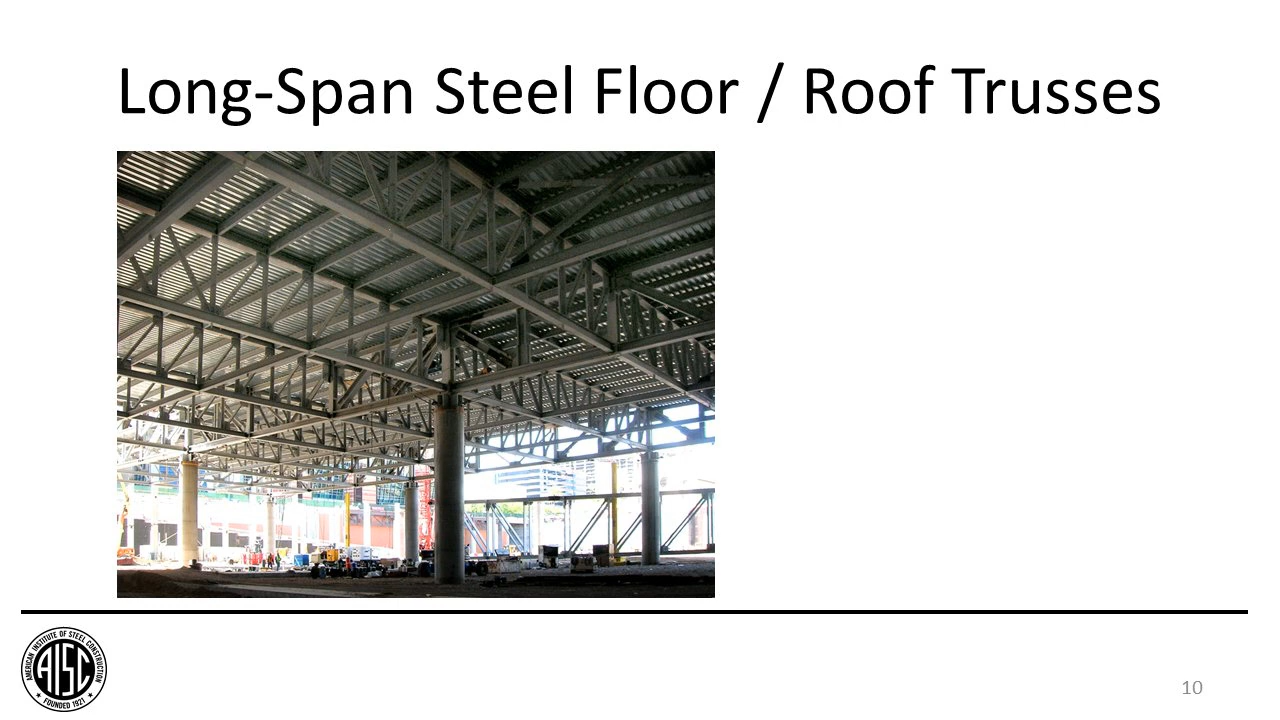 Long-Span Steel Floor / Roof Trusses
AMERICAN INSTITUTE OF STEEL CONSTRUCTION
AISC
FOUNDED 1921
10